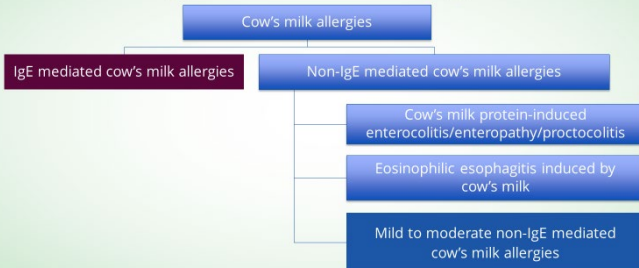 Cow's milk allergies
IgE mediated cow's milk allergies
Non-IgE mediated cow's milk allergies
Cow's milk protein-induced
enterocolitis/enteropathy/proctocolitis
Eosinophilic esophagitis induced by
cow's milk
Mild to moderate non-IgE mediated
cow's milk allergies